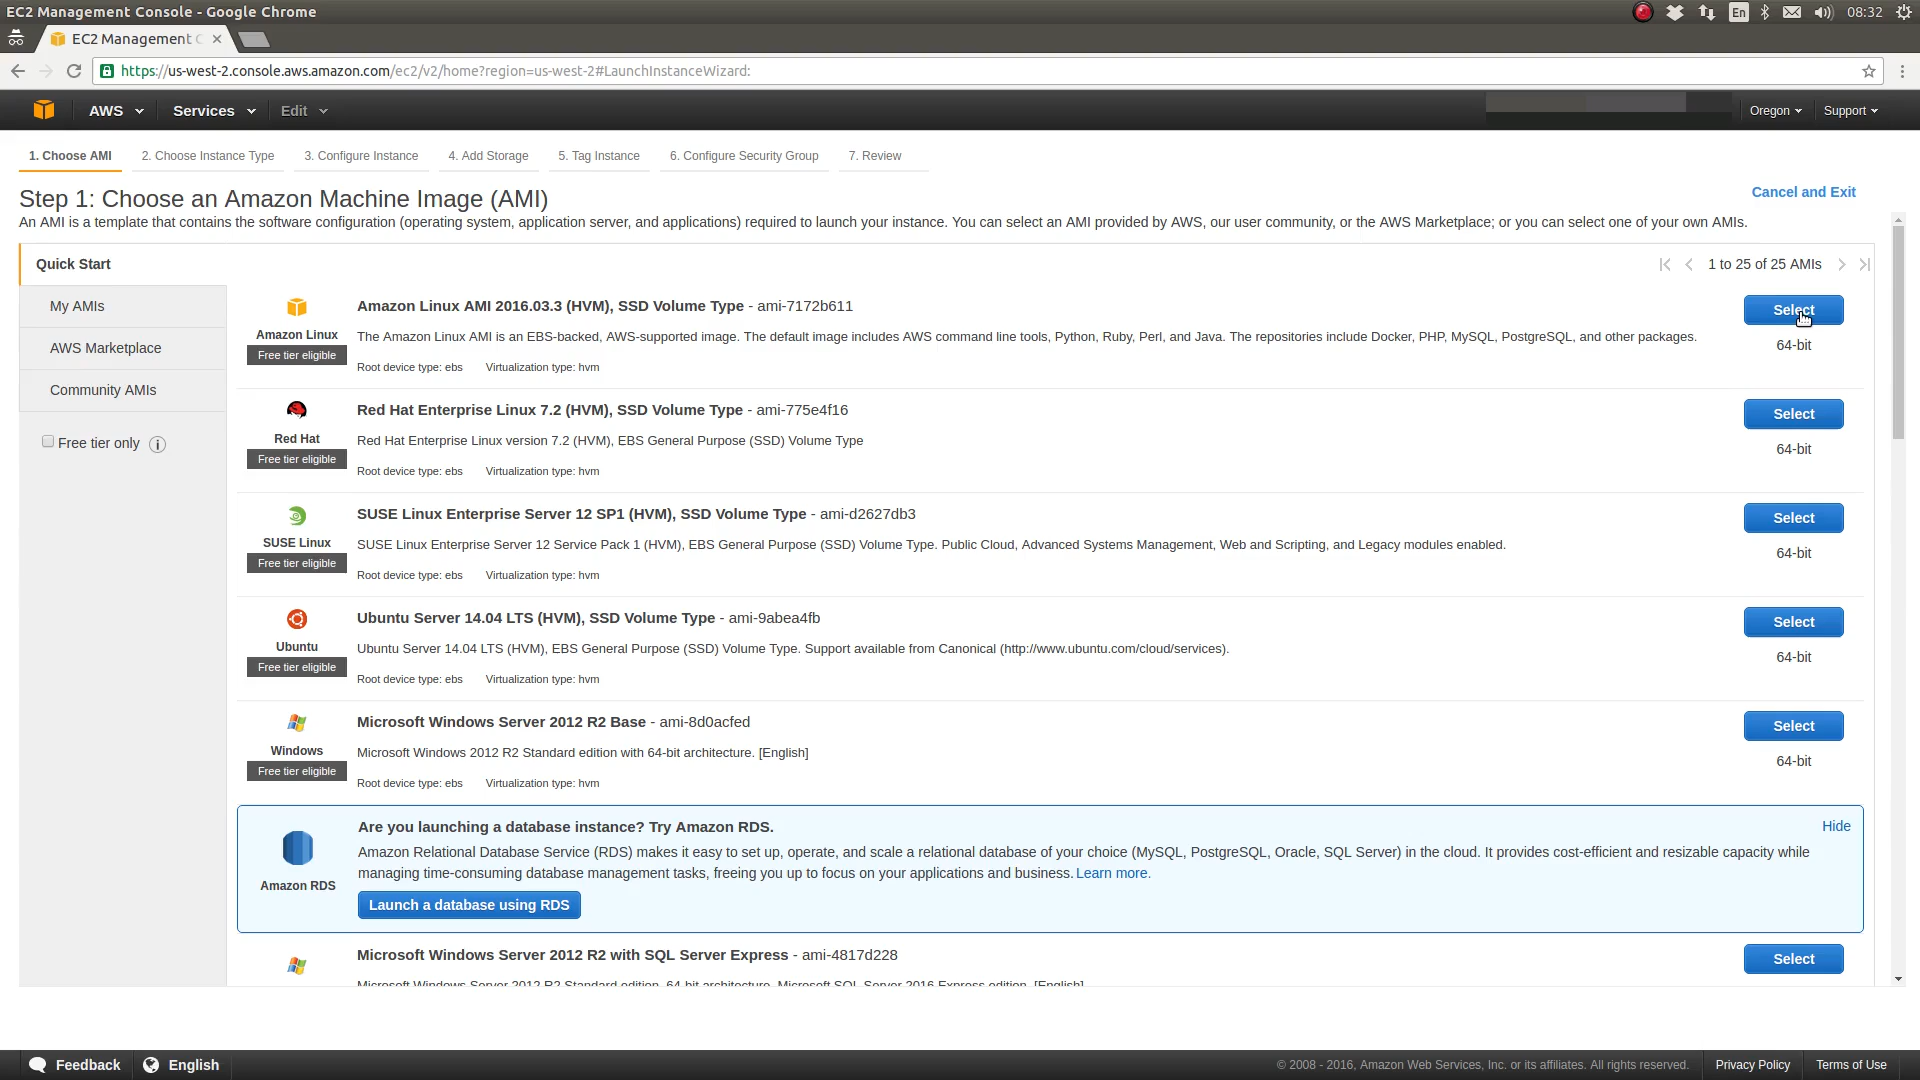 EC2 Management Console - Google Chrome
En
08:32
EC2 Management C
https://us-west-2.console.aws.amazon.com/ec2/v2/home?region=us-west-2#LaunchInstanceWizard:
AWS
Services
Edit
Oregon
Support
1. Choose AMI
2. Choose Instance Type
3. Configure Instance
4. Add Storage
5. Tag Instance
6. Configure Security Group
7. Review
Step 1: Choose an Amazon Machine Image (AMI)
Cancel and Exit
An AMI is a template that contains the software configuration (operating system, application server, and applications) required to launch your instance. You can select an AMI provided by AWS, our user community, or the AWS Marketplace; or you can select one of your own AMIs.
Quick Start
1 to 25 of 25 AMIs
My AMIs
AWS Marketplace
Community AMIs
Free tier only
Amazon Linux
Free tier eligible
Amazon Linux AMI 2016.03.3 (HVM), SSD Volume Type - ami-7172b611
The Amazon Linux AMI is an EBS-backed, AWS-supported image. The default image includes AWS command line tools, Python, Ruby, Perl, and Java. The repositories include Docker, PHP, MySQL, PostgreSQL, and other packages.
Root device type: ebs
Virtualization type: hvm
Select
64-bit
Red Hat
Free tier eligible
Red Hat Enterprise Linux 7.2 (HVM), SSD Volume Type - ami-775e4f16
Red Hat Enterprise Linux version 7.2 (HVM), EBS General Purpose (SSD) Volume Type
Root device type: ebs
Virtualization type: hvm
Select
64-bit
SUSE Linux
Free tier eligible
SUSE Linux Enterprise Server 12 SP1 (HVM), SSD Volume Type - ami-d2627db3
SUSE Linux Enterprise Server 12 Service Pack 1 (HVM), EBS General Purpose (SSD) Volume Type. Public Cloud, Advanced Systems Management, Web and Scripting, and Legacy modules enabled.
Root device type: ebs
Virtualization type: hvm
Select
64-bit
Ubuntu
Free tier eligible
Ubuntu Server 14.04 LTS (HVM), SSD Volume Type - ami-9abea4fb
Ubuntu Server 14.04 LTS (HVM), EBS General Purpose (SSD) Volume Type. Support available from Canonical (http://www.ubuntu.com/cloud/services).
Root device type: ebs
Virtualization type: hvm
Select
64-bit
Windows
Free tier eligible
Microsoft Windows Server 2012 R2 Base - ami-8d0acfed
Microsoft Windows 2012 R2 Standard edition with 64-bit architecture. [English]
Root device type: ebs
Virtualization type: hvm
Select
64-bit
Amazon RDS
Are you launching a database instance? Try Amazon RDS.
Hide
Amazon Relational Database Service (RDS) makes it easy to set up, operate, and scale a relational database of your choice (MySQL, PostgreSQL, Oracle, SQL Server) in the cloud. It provides cost-efficient and resizable capacity while
managing time-consuming database management tasks, freeing you up to focus on your applications and business. Learn more.
Launch a database using RDS
Microsoft Windows Server 2012 R2 with SQL Server Express - ami-4817d228
Microsoft Windows Server 2012 R2 Standard edition, 64-bit architecture, Microsoft SQL Server 2016 Express edition. [English]
Select
Feedback
English
© 2008 - 2016, Amazon Web Services, Inc. or its affiliates. All rights reserved.
Privacy Policy
Terms of Use